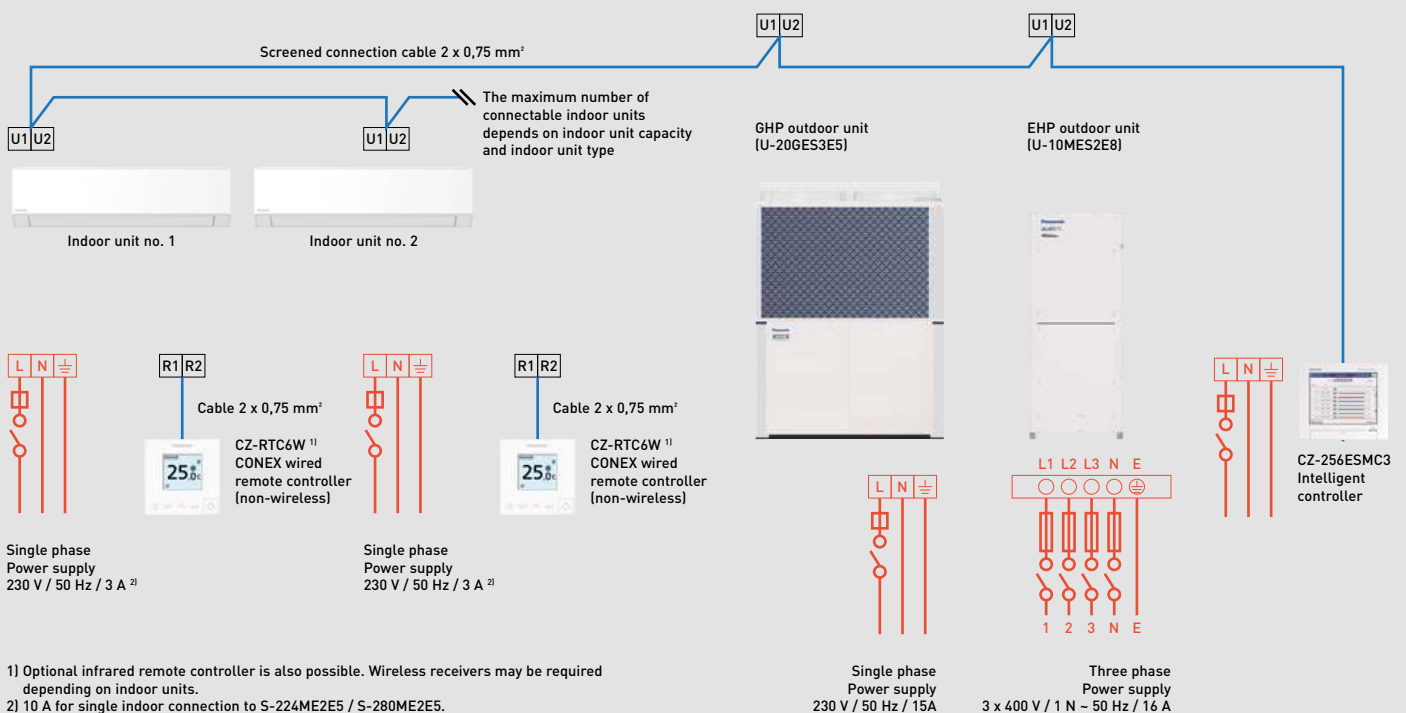 U1 U2
U1 U2
Screened connection cable 2 x 0,75 mm²
The maximum number of
connectable indoor units
depends on indoor unit capacity
and indoor unit type
U1 U2
U1 U2
GHP outdoor unit
(U-20GES3E5)
EHP outdoor unit
(U-10MES2E8)
Indoor unit no. 1
Indoor unit no. 2
Panasonic
Panasonic
L N
R1 R2
Cable 2 x 0,75 mm²
CZ-RTC6W 1)
CONEX wired
remote controller
(non-wireless)
25.0c
L N
R1 R2
Cable 2 x 0,75 mm²
CZ-RTC6W 1)
CONEX wired
remote controller
(non-wireless)
25.0c
L N
CZ-256ESMC3
Intelligent
controller
L N
L1 L2 L3 N E
1 2 3 N E
Single phase
Power supply
230 V / 50 Hz / 3 A 2)
Single phase
Power supply
230 V / 50 Hz / 3 A 2)
Single phase
Power supply
230 V / 50 Hz / 15A
Three phase
Power supply
3 x 400 V / 1 N ~ 50 Hz / 16 A
1) Optional infrared remote controller is also possible. Wireless receivers may be required
depending on indoor units.
2) 10 A for single indoor connection to S-224ME2E5 / S-280ME2E5.